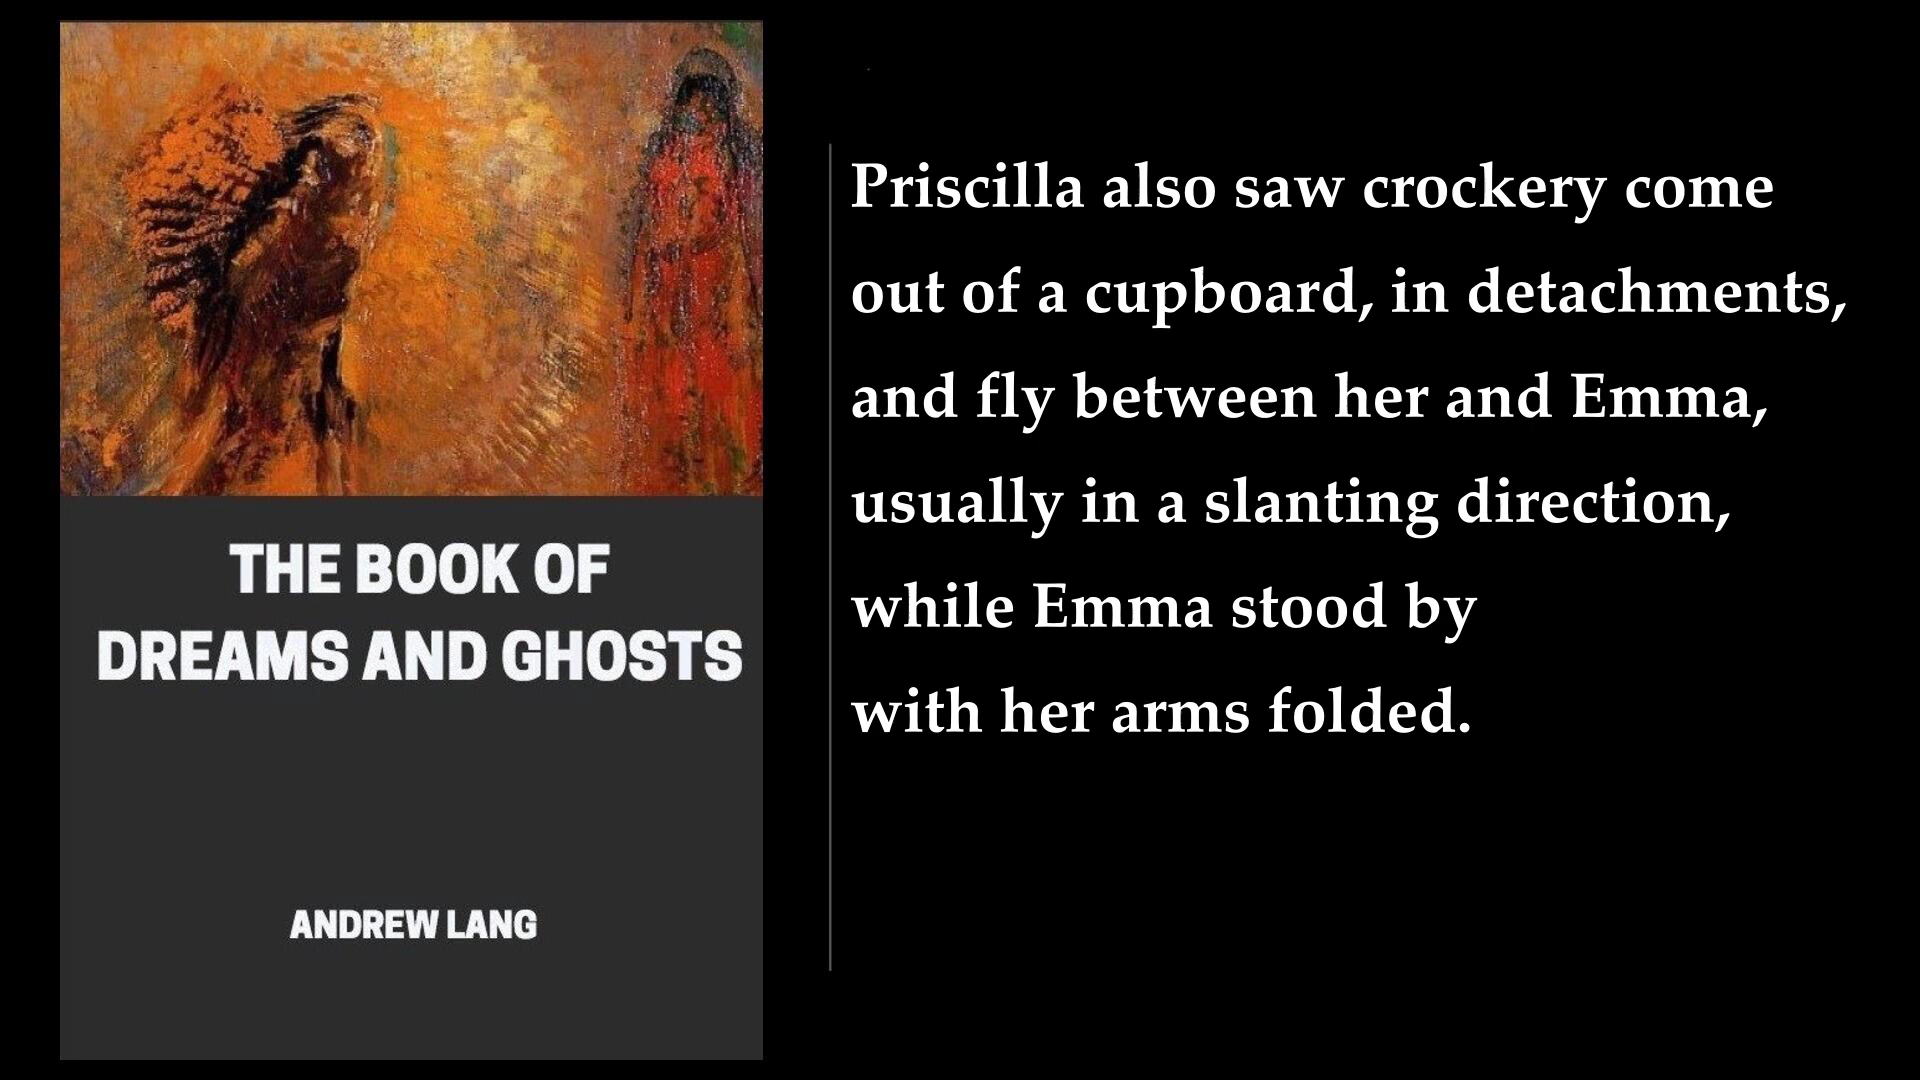 THE BOOK OF
DREAMS AND GHOSTS
ANDREW LANG
Priscilla also saw crockery come
out of a cupboard, in detachments,
and fly between her and Emma,
usually in a slanting direction,
while Emma stood by
with her arms folded.